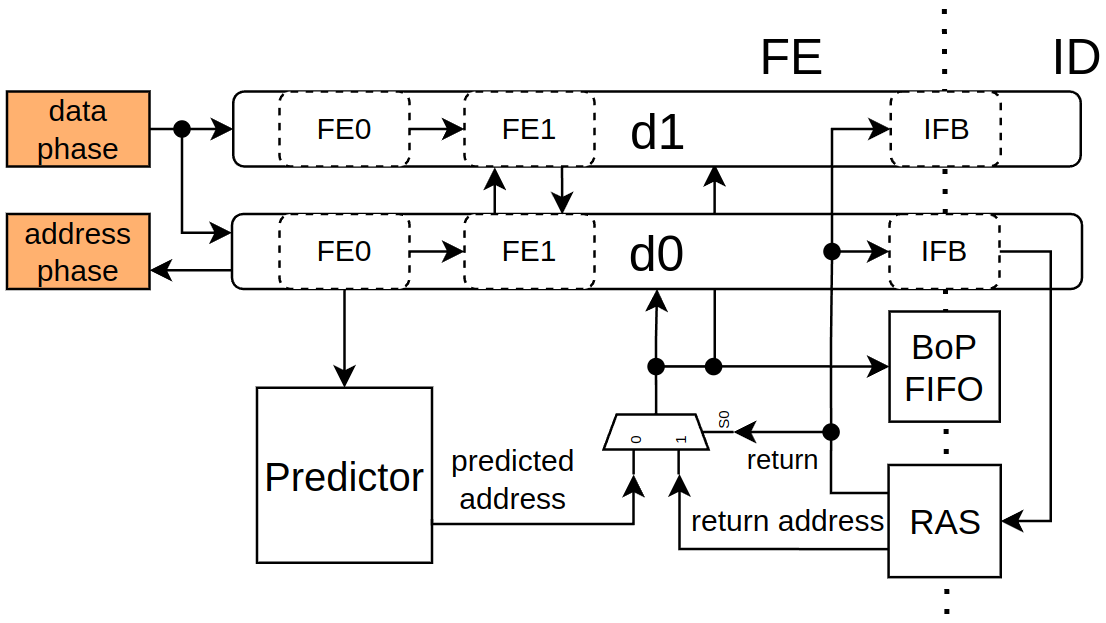 FE
ID
data
phase
FE0
FE1
d1
IFB
address
phase
FE0
FE1
d0
IFB
BoP
FIFO
S0
0
1
return
Predictor
predicted
address
return address
RAS